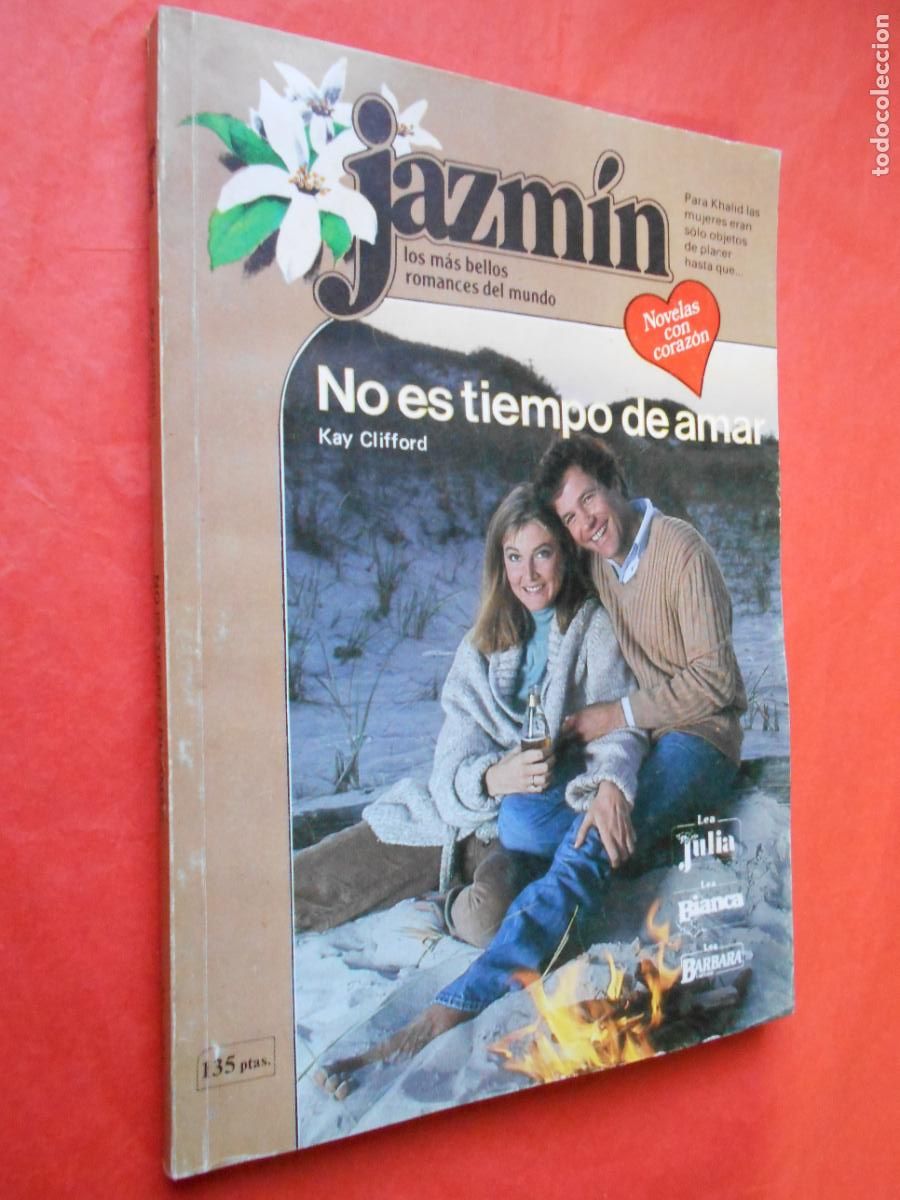 jazmín
los más bellos
romances del mundo
Para Khalid las
mujeres eran
sólo objetos
de placer
hasta que...
Novelas
con
corazón
No es tiempo de amar
Kay Clifford
Lea
Julia
Lea
Bianca
Lea
BARBARA
135 ptas.
todocoleccion